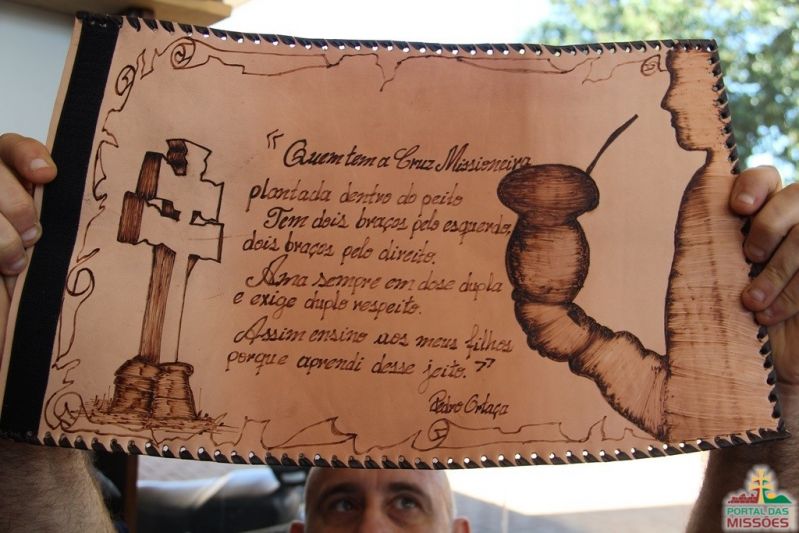 "Quem tem a Cruz Missioneira
plantada dentro do peito
Tem dois braços pelo esquerdo,
dois braços pelo direito.
Ama sempre em dose dupla
e exige duplo respeito.
Assim ensino aos meus filhos
porque aprendi desse jeito."
Pedro Ortaça
PORTAL DAS
MISSÕES